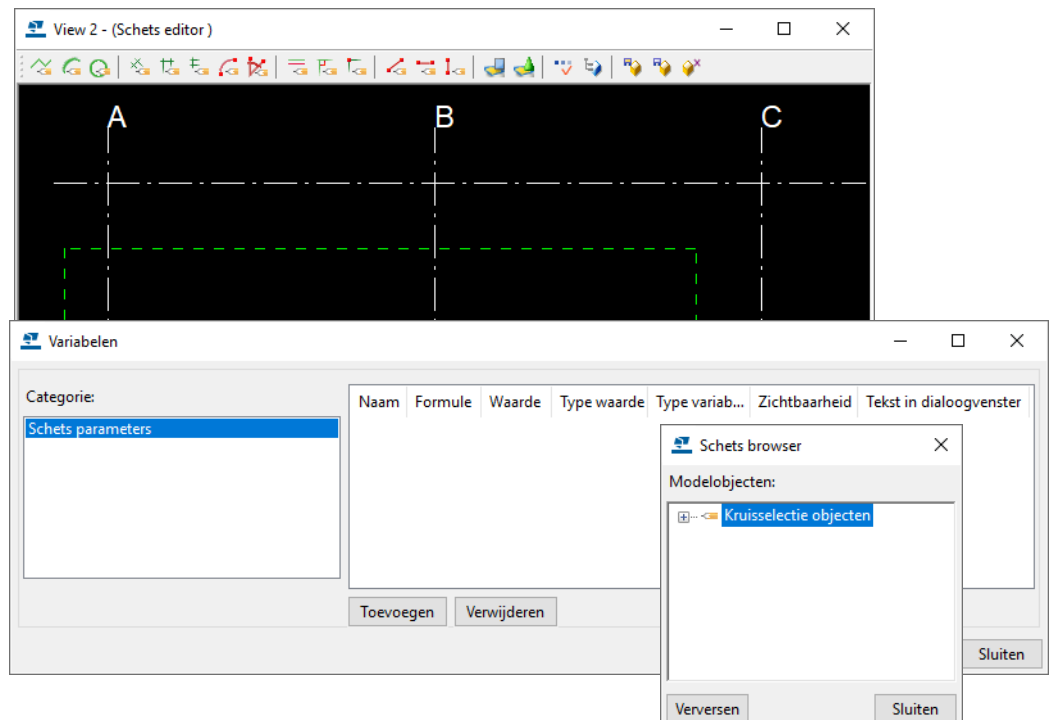 View 2 - (Schets editor )
A B C
Variabelen
Categorie:
Schets parameters
Naam Formule Waarde Type waarde Type variab... Zichtbaarheid Tekst in dialoogvenster
Toevoegen Verwijderen
Sluiten
Schets browser
Modelobjecten:
Kruisselectie objecten
Verversen Sluiten